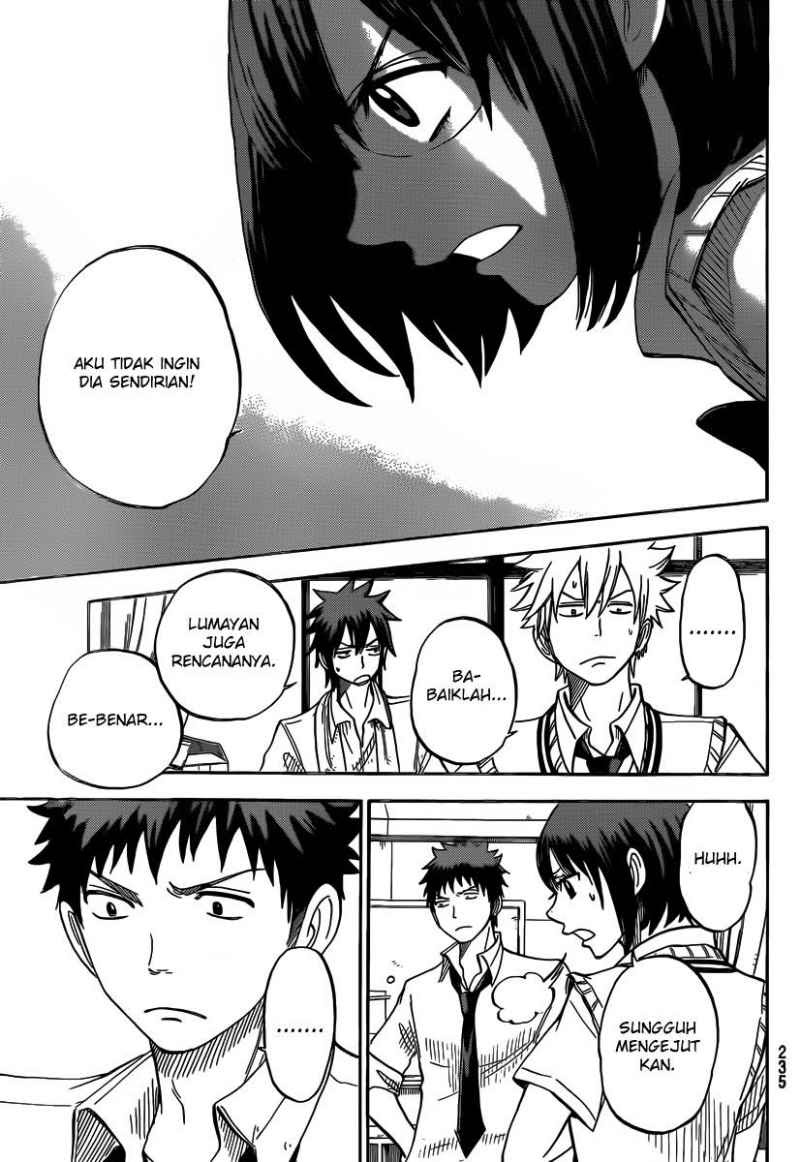 AKU TIDAK INGIN
DIA SENDIRIAN!
........
BA-
BAIKLAH...
LUMAYAN
JUGA
RENCANANYA.
BE-BENAR...
HUHH.
SUNGGUH
MENGEJUT
KAN.
.......
235